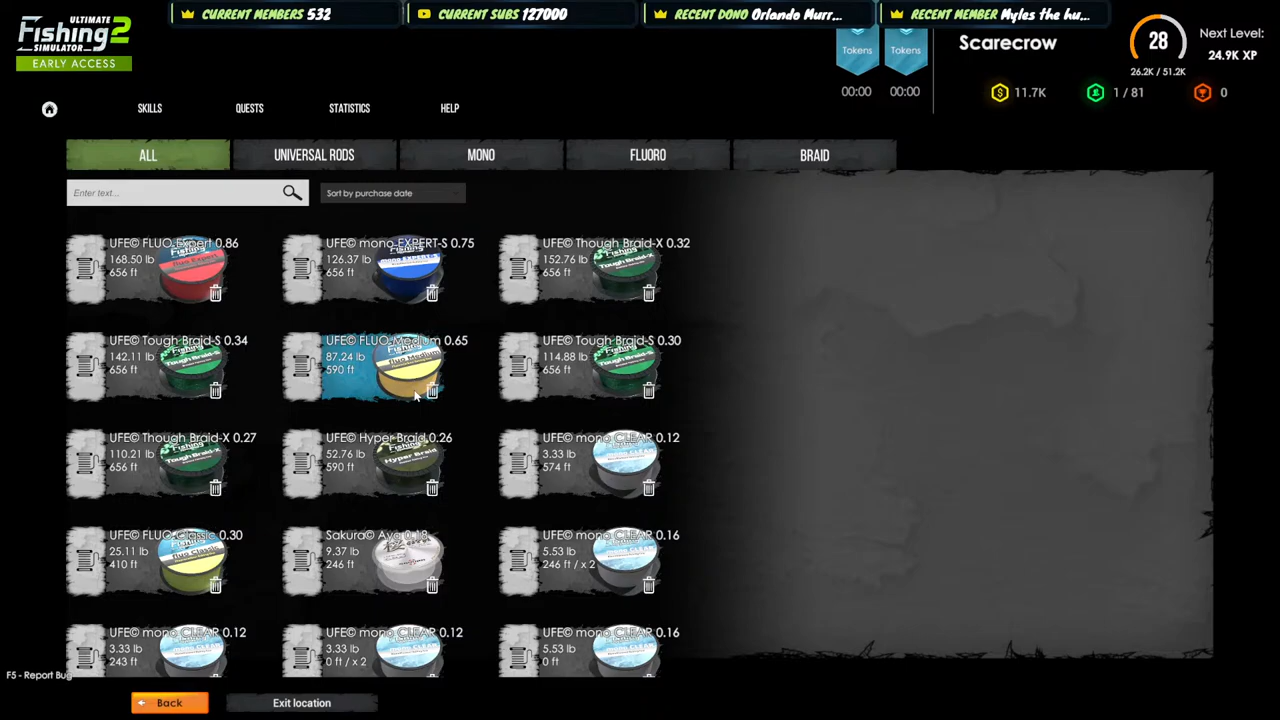 CURRENT MEMBERS 532
CURRENT SUBS 127000
RECENT DONO Orlando Murr...
RECENT MEMBER Myles the hu...
ULTIMATE
Fishing 2
SIMULATOR
EARLY ACCESS
Tokens
00:00
Tokens
00:00
Scarecrow
28
26.2K / 51.2K
Next Level:
24.9K XP
11.7K
1 / 81
0
SKILLS
QUESTS
STATISTICS
HELP
ALL
UNIVERSAL RODS
MONO
FLUORO
BRAID
Enter text...
Sort by purchase date
UFE© FLUO-Expert 0.86
168.50 lb
656 ft
UFE© mono-EXPERT-S 0.75
126.37 lb
656 ft
UFE© Though Braid-X 0.32
152.76 lb
656 ft
UFE© Tough Braid-S 0.34
142.11 lb
656 ft
UFE© FLUO-Medium 0.65
87.24 lb
590 ft
UFE© Tough Braid-S 0.30
114.88 lb
656 ft
UFE© Though Braid-X 0.27
110.21 lb
656 ft
UFE© Hyper Braid 0.26
52.76 lb
590 ft
UFE© mono CLEAR 0.12
3.33 lb
574 ft
UFE© FLUO-Classic 0.30
25.11 lb
410 ft
Sakura© Aya 0.18
9.37 lb
246 ft
UFE© mono CLEAR 0.16
5.53 lb
246 ft / x 2
UFE© mono CLEAR 0.12
3.33 lb
243 ft
UFE© mono CLEAR 0.12
3.33 lb
0 ft / x 2
UFE© mono CLEAR 0.16
5.53 lb
0 ft
F5 - Report Bug
Back
Exit location